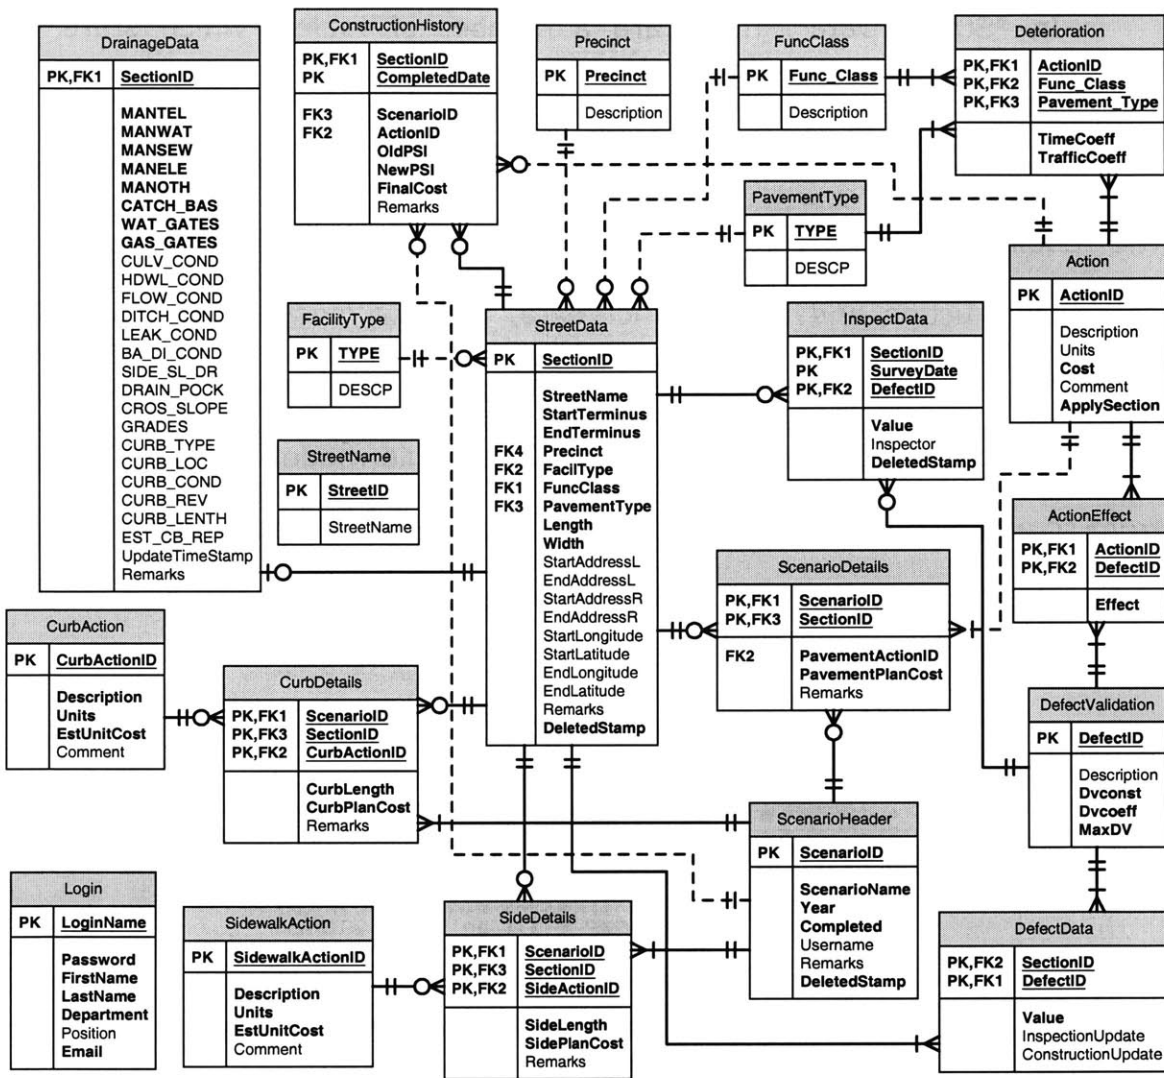 DrainageData
PK,FK1 SectionID
MANTEL
MANWAT
MANSEW
MANELE
MANOTH
CATCH_BAS
WAT_GATES
GAS_GATES
CULV_COND
HDWL_COND
FLOW_COND
DITCH_COND
LEAK_COND
BA_DI_COND
SIDE_SL_DR
DRAIN_POCK
CROS_SLOPE
GRADES
CURB_TYPE
CURB_LOC
CURB_COND
CURB_REV
CURB_LENTH
EST_CB_REP
UpdateTimeStamp
Remarks
ConstructionHistory
PK,FK1 SectionID
PK CompletedDate
FK3 ScenarioID
FK2 ActionID
OldPSI
NewPSI
FinalCost
Remarks
Precinct
PK Precinct
Description
FuncClass
PK Func_Class
Description
Deterioration
PK,FK1 ActionID
PK,FK2 Func_Class
PK,FK3 Pavement_Type
TimeCoeff
TrafficCoeff
PavementType
PK TYPE
DESCP
Action
PK ActionID
Description
Units
Cost
Comment
ApplySection
FacilityType
PK TYPE
DESCP
StreetData
PK SectionID
StreetName
StartTerminus
EndTerminus
FK4 Precinct
FK2 FacilType
FK1 FuncClass
FK3 PavementType
Length
Width
StartAddressL
EndAddressL
StartAddressR
EndAddressR
StartLongitude
StartLatitude
EndLongitude
EndLatitude
Remarks
DeletedStamp
InspectData
PK,FK1 SectionID
PK SurveyDate
PK,FK2 DefectID
Value
Inspector
DeletedStamp
StreetName
PK StreetID
StreetName
ActionEffect
PK,FK1 ActionID
PK,FK2 DefectID
Effect
ScenarioDetails
PK,FK1 ScenarioID
PK,FK3 SectionID
FK2 PavementActionID
PavementPlanCost
Remarks
CurbAction
PK CurbActionID
Description
Units
EstUnitCost
Comment
CurbDetails
PK,FK1 ScenarioID
PK,FK3 SectionID
PK,FK2 CurbActionID
CurbLength
CurbPlanCost
Remarks
DefectValidation
PK DefectID
Description
Dvconst
Dvcoeff
MaxDV
ScenarioHeader
PK ScenarioID
ScenarioName
Year
Completed
Username
Remarks
DeletedStamp
Login
PK LoginName
Password
FirstName
LastName
Department
Position
Email
SidewalkAction
PK SidewalkActionID
Description
Units
EstUnitCost
Comment
SideDetails
PK,FK1 ScenarioID
PK,FK3 SectionID
PK,FK2 SideActionID
SideLength
SidePlanCost
Remarks
DefectData
PK,FK2 SectionID
PK,FK1 DefectID
Value
InspectionUpdate
ConstructionUpdate